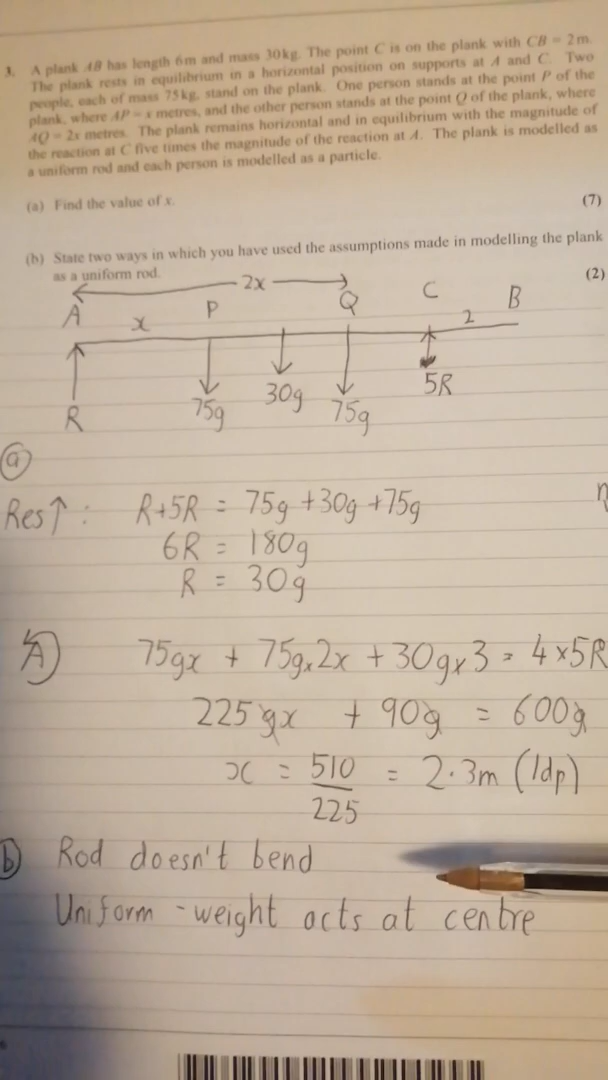 3. A plank AB has length 6m and mass 30kg. The point C is on the plank with CB = 2m.
The plank rests in equilibrium in a horizontal position on supports at A and C. Two
people, each of mass 75kg, stand on the plank. One person stands at the point P of the
plank, where AP = x metres, and the other person stands at the point Q of the plank, where
AQ = 2x metres. The plank remains horizontal and in equilibrium with the magnitude of
the reaction at C five times the magnitude of the reaction at A. The plank is modelled as
a uniform rod and each person is modelled as a particle.
(a) Find the value of x.
(7)
(b) State two ways in which you have used the assumptions made in modelling the plank
as a uniform rod.
(2)
2x
A x P Q C 2 B
R 75g 30g 75g 5R
(a)
Res↑: R+5R = 75g + 30g + 75g
6R = 180g
R = 30g
A) 75gx + 75g×2x + 30g×3 = 4×5R
225gx + 90g = 600g
x = 510/225 = 2.3m (1dp)
b) Rod doesn't bend
Uniform - weight acts at centre